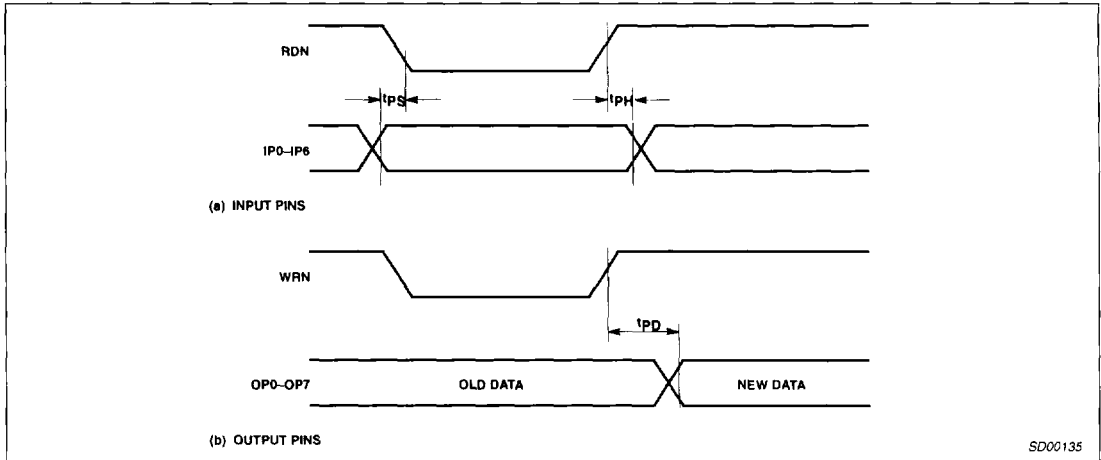 RDN
tPS
tPH
IP0–IP6
(a) INPUT PINS
WRN
tPD
OP0–OP7
OLD DATA
NEW DATA
(b) OUTPUT PINS
SD00135